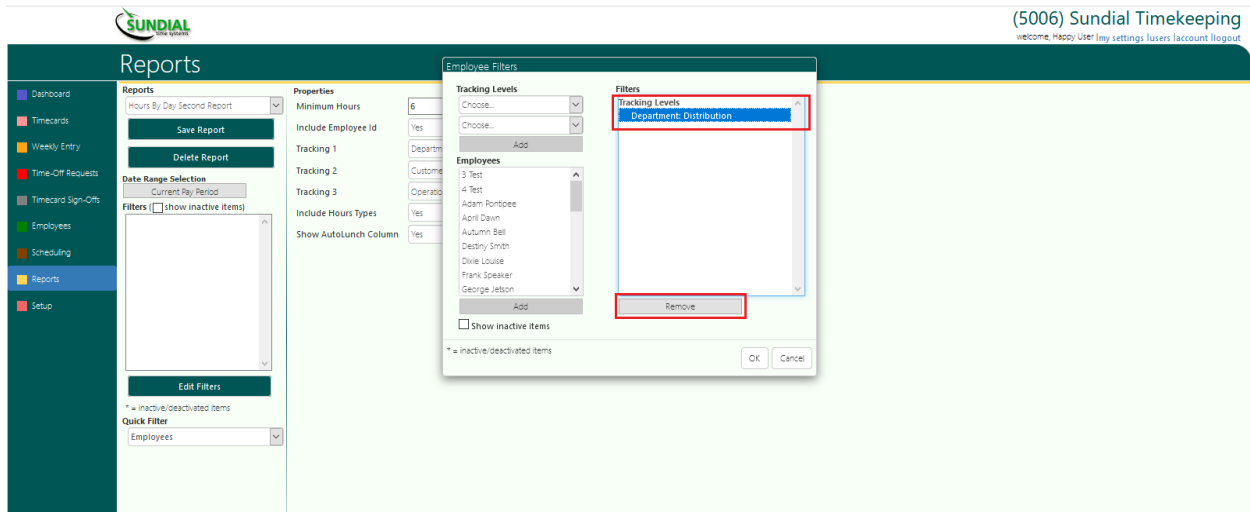 SUNDIAL
time systems
(5006) Sundial Timekeeping
welcome, Happy User |my settings |users |account |logout
Reports
Dashboard
Timecards
Weekly Entry
Time-Off Requests
Timecard Sign-Offs
Employees
Scheduling
Reports
Setup
Reports
Hours By Day Second Report
Save Report
Delete Report
Date Range Selection
Current Pay Period
Filters ( show inactive items)
Edit Filters
* = inactive/deactivated items
Quick Filter
Employees
Properties
Minimum Hours 6
Include Employee Id Yes
Tracking 1 Departm
Tracking 2 Custome
Tracking 3 Operatio
Include Hours Types Yes
Show AutoLunch Column Yes
Employee Filters
Tracking Levels
Choose...
Choose...
Add
Employees
3 Test
4 Test
Adam Pontipee
April Dawn
Autumn Bell
Destiny Smith
Dixie Louise
Frank Speaker
George Jetson
Add
Show inactive items
* = inactive/deactivated items
Filters
Tracking Levels
Department: Distribution
Remove
OK
Cancel